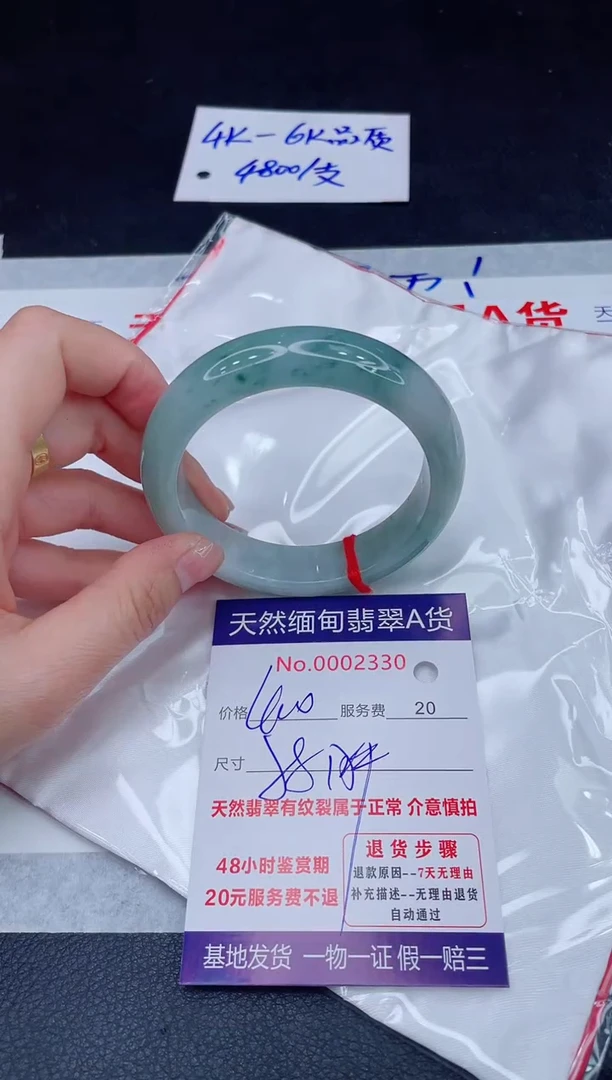 4K-6K品质
4800/支
万!
A货
天然缅甸翡翠A货
No.0002330
价格 服务费 20
尺寸 58
天然翡翠有纹裂属于正常 介意慎拍
48小时鉴赏期
20元服务费不退
退货步骤
退款原因--7天无理由
补充描述--无理由退货
自动通过
基地发货 一物一证 假一赔三